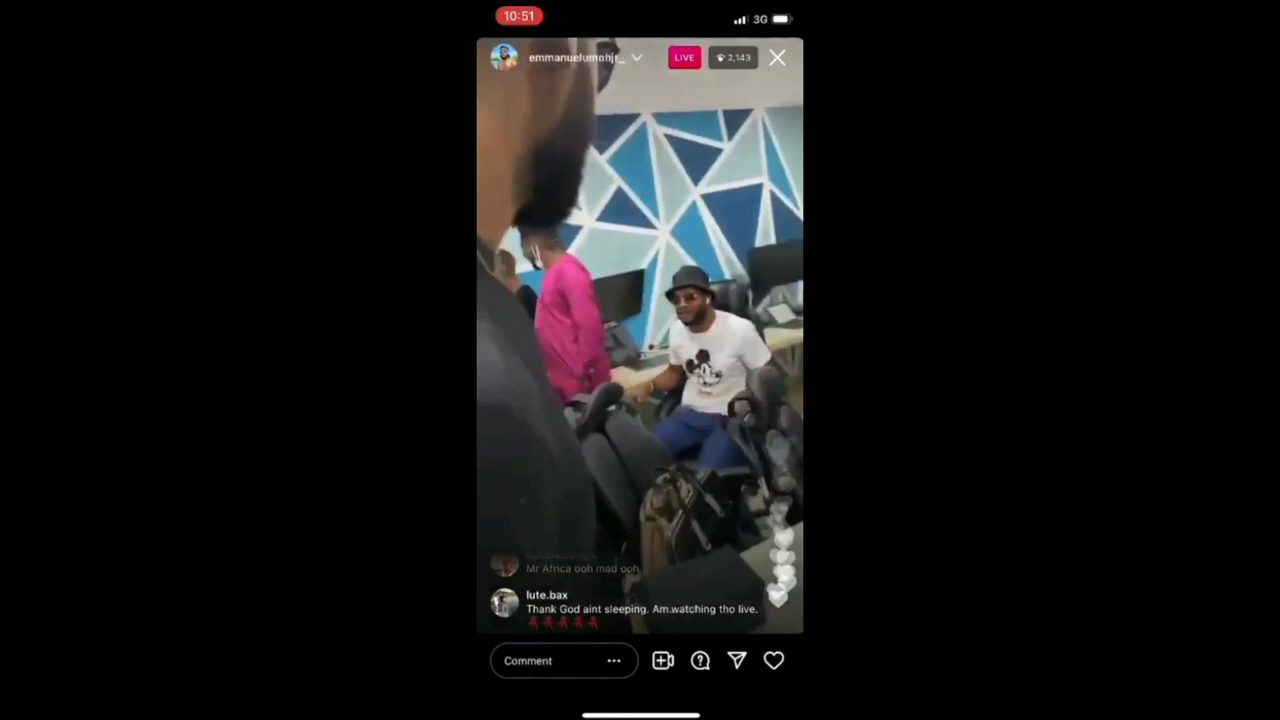 10:51
3G
emmanuelumohjr_
LIVE
2,143
Mr Africa ooh mad ooh
lute.bax
Thank God aint sleeping. Am.watching tho live.
Comment